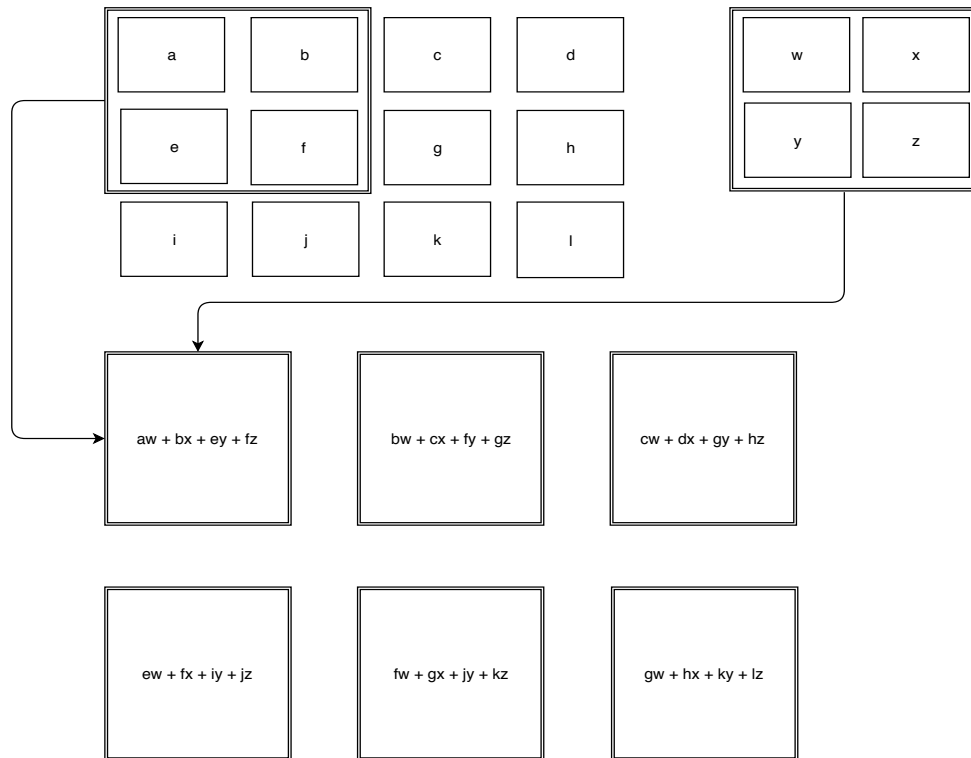 a b c d w x
e f g h y z
i j k l
aw + bx + ey + fz bw + cx + fy + gz cw + dx + gy + hz
ew + fx + iy + jz fw + gx + jy + kz gw + hx + ky + lz